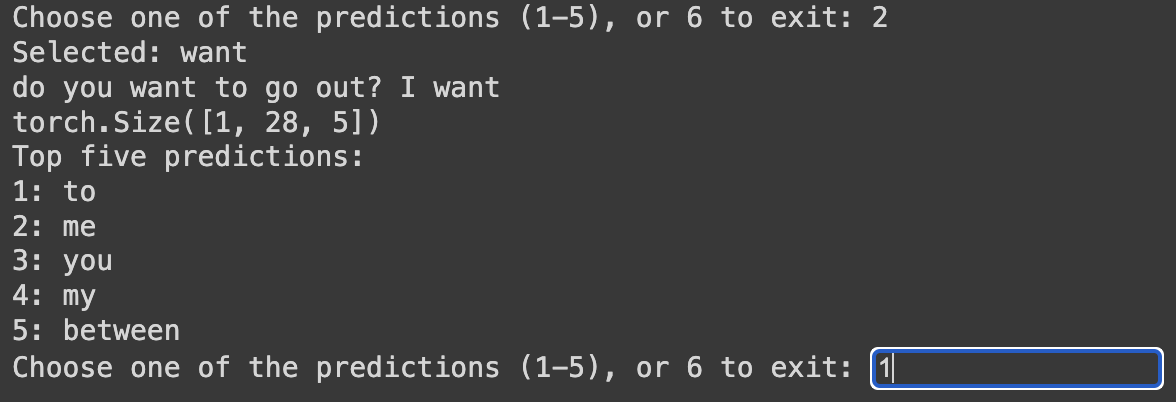 Choose one of the predictions (1–5), or 6 to exit: 2
Selected: want
do you want to go out? I want
torch.Size([1, 28, 5])
Top five predictions:
1: to
2: me
3: you
4: my
5: between
Choose one of the predictions (1–5), or 6 to exit: 1